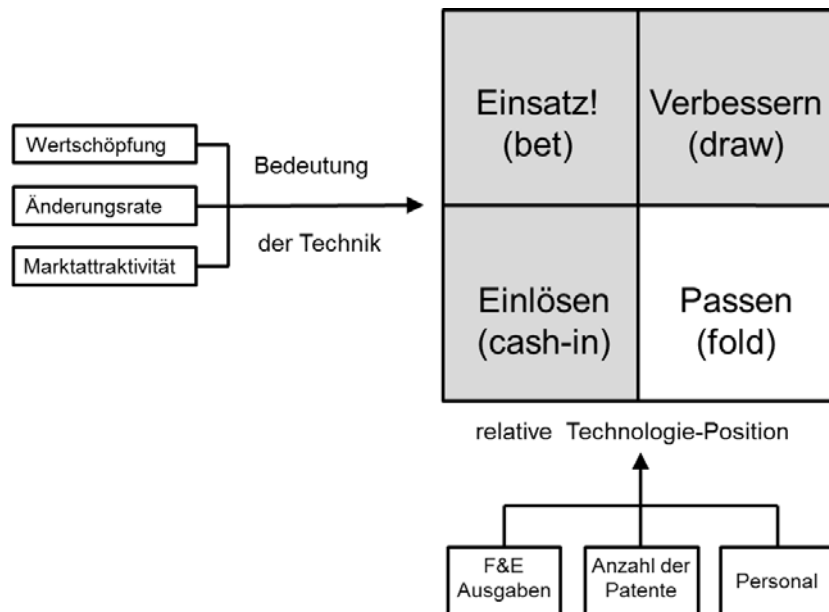 Einsatz!
(bet)
Verbessern
(draw)
Wertschöpfung
Änderungsrate
Marktattraktivität
Bedeutung
der Technik
Einlösen
(cash-in)
Passen
(fold)
relative Technologie-Position
F&E
Ausgaben
Anzahl der
Patente
Personal